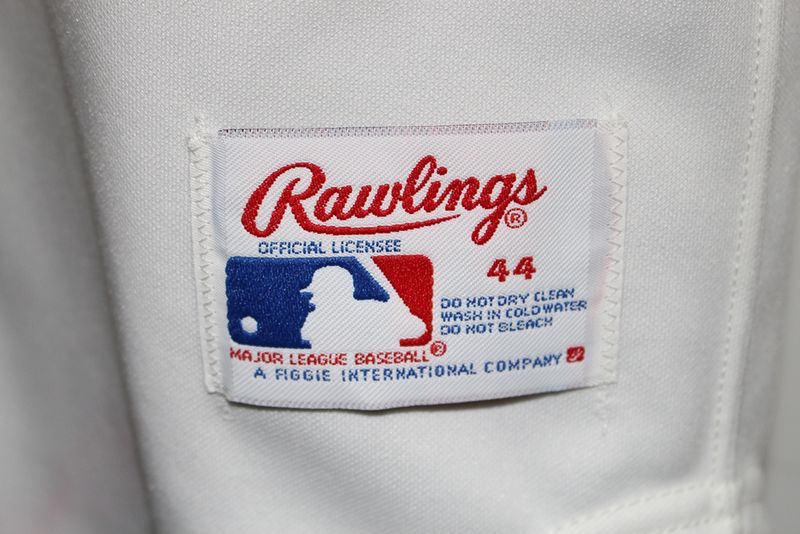 Rawlings®
OFFICIAL LICENSEE
44
DO NOT DRY CLEAN
WASH IN COLD WATER
DO NOT BLEACH
MAJOR LEAGUE BASEBALL®
A FIGGIE INTERNATIONAL COMPANY